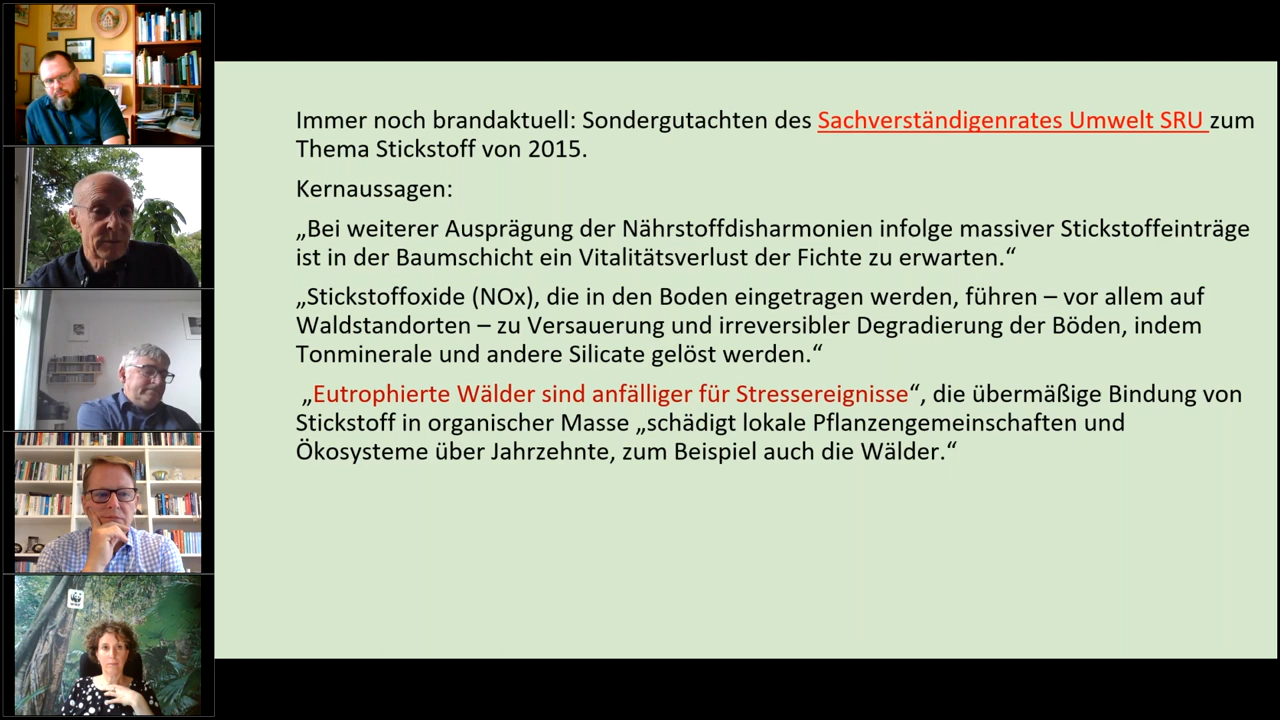 Immer noch brandaktuell: Sondergutachten des Sachverständigenrates Umwelt SRU zum
Thema Stickstoff von 2015.
Kernaussagen:
„Bei weiterer Ausprägung der Nährstoffdisharmonien infolge massiver Stickstoffeinträge
ist in der Baumschicht ein Vitalitätsverlust der Fichte zu erwarten.“
„Stickstoffoxide (NOx), die in den Boden eingetragen werden, führen – vor allem auf
Waldstandorten – zu Versauerung und irreversibler Degradierung der Böden, indem
Tonminerale und andere Silicate gelöst werden.“
„Eutrophierte Wälder sind anfälliger für Stressereignisse“, die übermäßige Bindung von
Stickstoff in organischer Masse „schädigt lokale Pflanzengemeinschaften und
Ökosysteme über Jahrzehnte, zum Beispiel auch die Wälder.“
WWF